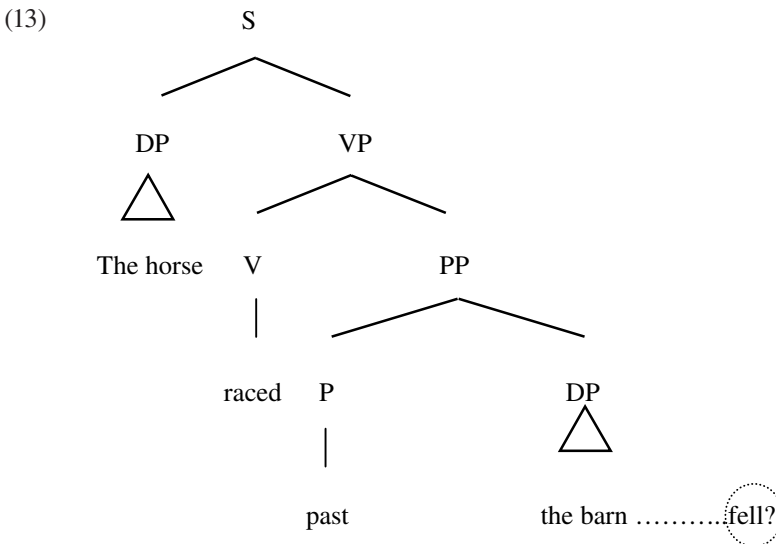 (13) S
DP VP
The horse V PP
raced P DP
past the barn ………..fell?